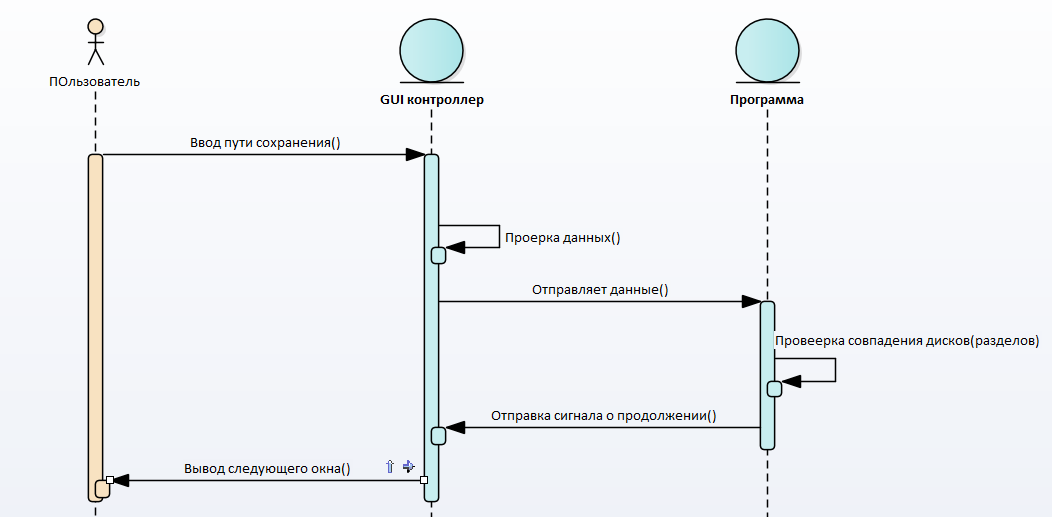 ПОльзователь
GUI контроллер
Программа
Ввод пути сохранения()
Проерка данных()
Отправляет данные()
Провеерка совпадения дисков(разделов)
Отправка сигнала о продолжении()
Вывод следующего окна()